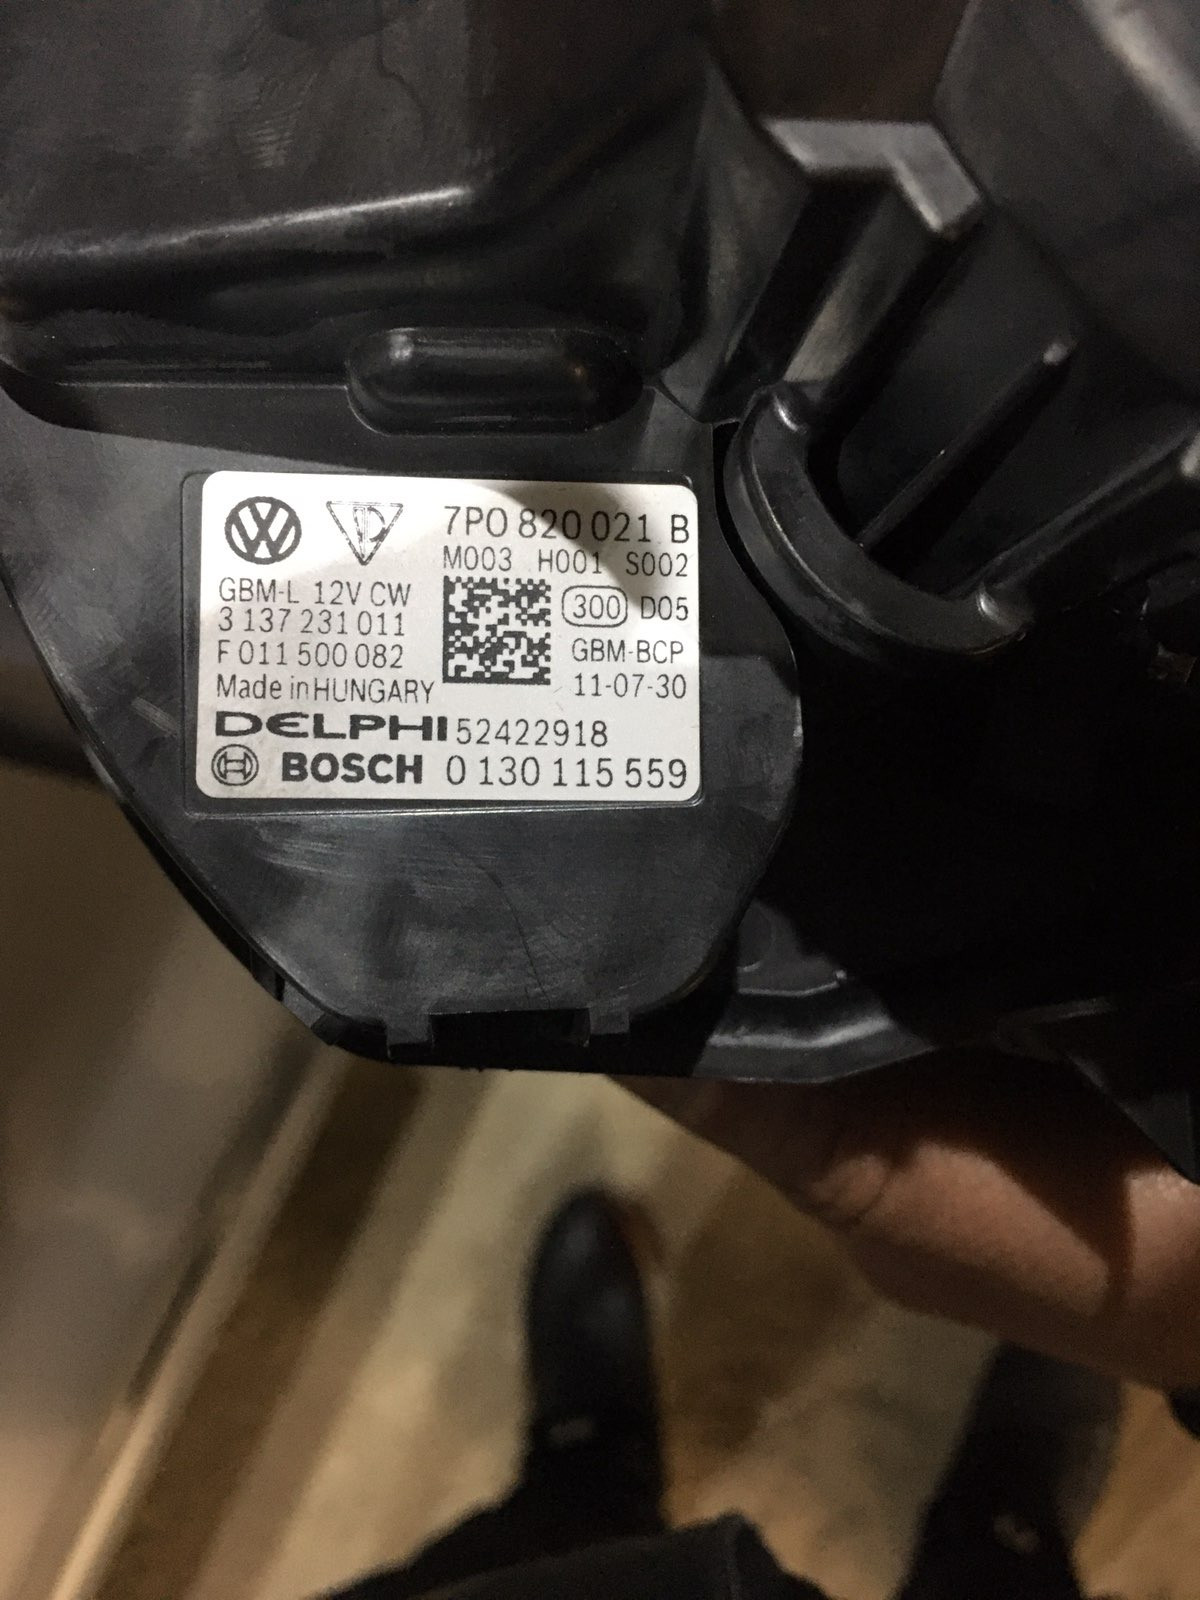 7P0 820 021 B
M003 H001 S002
GBM-L 12V CW
3 137 231 011
F 011 500 082
Made in HUNGARY
300 D05
GBM-BCP
11-07-30
DELPHI 52422918
BOSCH 0 130 115 559